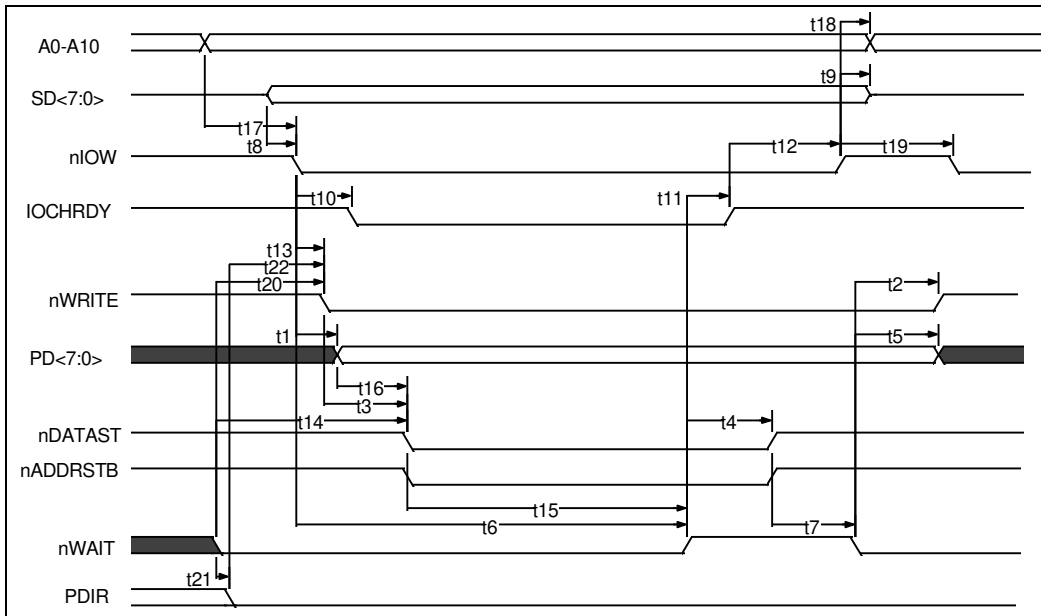 t18
A0-A10
t9
SD<7:0>
t17
t8
t12
t19
nIOW
t10
t11
IOCHRDY
t13
t22
t20
t2
nWRITE
t1
t5
PD<7:0>
t16
t3
t14
t4
nDATAST
nADDRSTB
t15
t6
t7
nWAIT
t21
PDIR